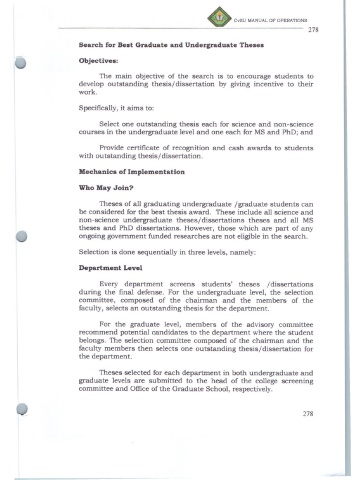 CvSU MANUAL OF OPERATIONS
278
Search for Best Graduate and Undergraduate Theses
Objectives:
The main objective of the search is to encourage students to
develop outstanding thesis/dissertation by giving incentive to their
work.
Specifically, it aims to:
Select one outstanding thesis each for science and non-science
courses in the undergraduate level and one each for MS and PhD; and
Provide certificate of recognition and cash awards to students
with outstanding thesis/dissertation.
Mechanics of Implementation
Who May Join?
Theses of all graduating undergraduate /graduate students can
be considered for the best thesis award. These include all science and
non-science undergraduate theses/dissertations theses and all MS
theses and PhD dissertations. However, those which are part of any
ongoing government funded researches are not eligible in the search.
Selection is done sequentially in three levels, namely:
Department Level
Every department screens students' theses /dissertations
during the final defense. For the undergraduate level, the selection
committee, composed of the chairman and the members of the
faculty, selects an outstanding thesis for the department.
For the graduate level, members of the advisory committee
recommend potential candidates to the department where the student
belongs. The selection committee composed of the chairman and the
faculty members then selects one outstanding thesis/dissertation for
the department.
Theses selected for each department in both undergraduate and
graduate levels are submitted to the head of the college screening
committee and Office of the Graduate School, respectively.
278